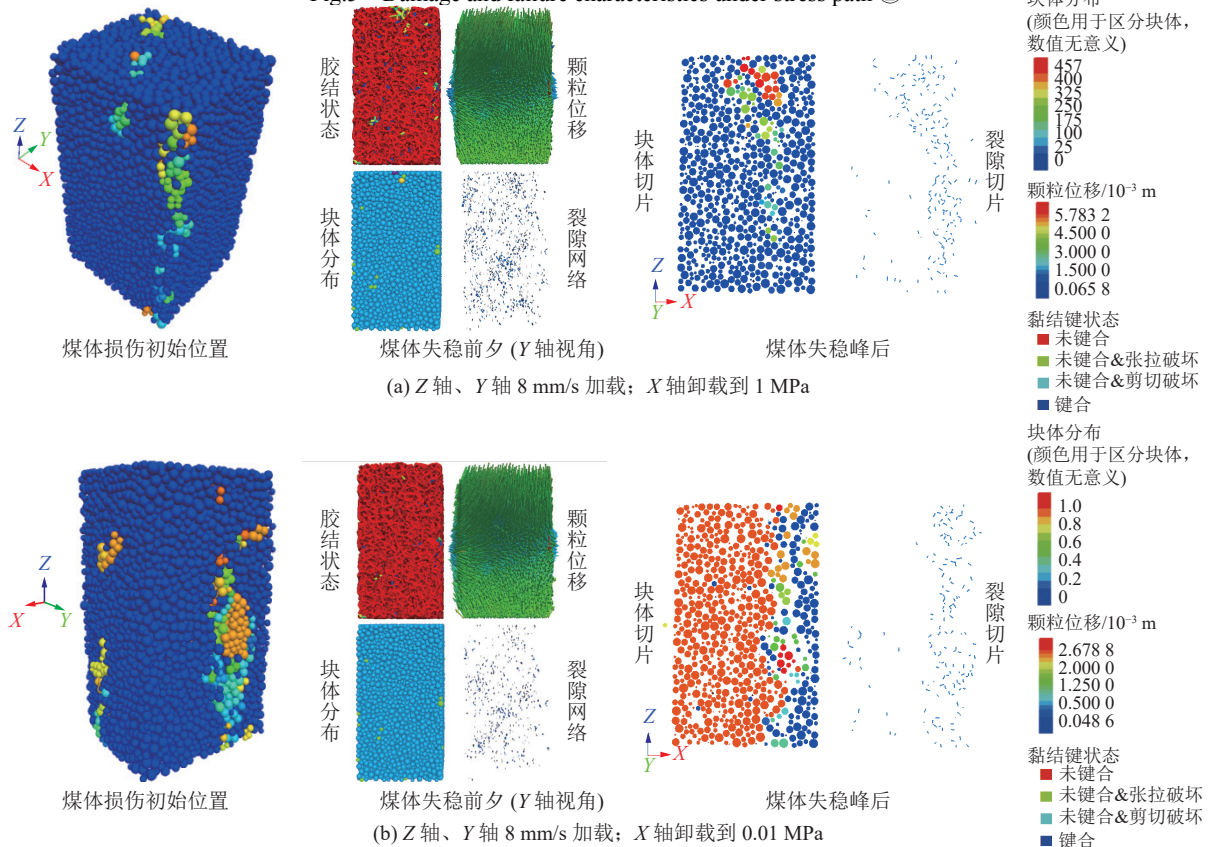 Fig.5 Damage and failure characteristics under stress path
块体分布
(颜色用于区分块体，
数值无意义)
457
400
325
250
175
100
25
0
颗粒位移/10⁻³ m
5.783 2
4.500 0
3.000 0
1.500 0
0.065 8
黏结键状态
未键合
未键合&张拉破坏
未键合&剪切破坏
键合
Z
Y
X
胶结状态
颗粒位移
块体分布
裂隙网络
块体切片
裂隙切片
Z
Y
X
煤体损伤初始位置
煤体失稳前夕 (Y 轴视角)
煤体失稳峰后
(a) Z 轴、Y 轴 8 mm/s 加载；X 轴卸载到 1 MPa
块体分布
(颜色用于区分块体，
数值无意义)
1.0
0.8
0.6
0.4
0.2
0
颗粒位移/10⁻³ m
2.678 8
2.000 0
1.250 0
0.500 0
0.048 6
黏结键状态
未键合
未键合&张拉破坏
未键合&剪切破坏
键合
Z
X
Y
胶结状态
颗粒位移
块体分布
裂隙网络
块体切片
裂隙切片
Z
Y
X
煤体损伤初始位置
煤体失稳前夕 (Y 轴视角)
煤体失稳峰后
(b) Z 轴、Y 轴 8 mm/s 加载；X 轴卸载到 0.01 MPa